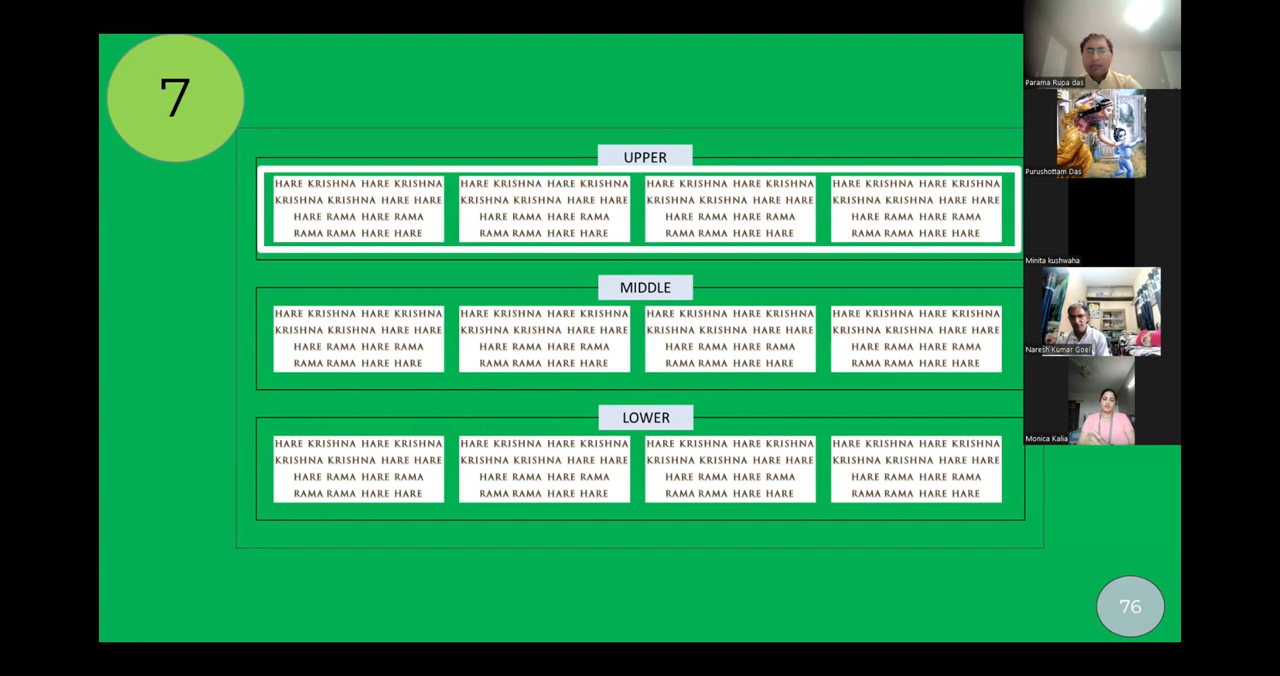 7
UPPER
HARE KRISHNA HARE KRISHNA
KRISHNA KRISHNA HARE HARE
HARE RAMA HARE RAMA
RAMA RAMA HARE HARE
HARE KRISHNA HARE KRISHNA
KRISHNA KRISHNA HARE HARE
HARE RAMA HARE RAMA
RAMA RAMA HARE HARE
HARE KRISHNA HARE KRISHNA
KRISHNA KRISHNA HARE HARE
HARE RAMA HARE RAMA
RAMA RAMA HARE HARE
HARE KRISHNA HARE KRISHNA
KRISHNA KRISHNA HARE HARE
HARE RAMA HARE RAMA
RAMA RAMA HARE HARE
MIDDLE
HARE KRISHNA HARE KRISHNA
KRISHNA KRISHNA HARE HARE
HARE RAMA HARE RAMA
RAMA RAMA HARE HARE
HARE KRISHNA HARE KRISHNA
KRISHNA KRISHNA HARE HARE
HARE RAMA HARE RAMA
RAMA RAMA HARE HARE
HARE KRISHNA HARE KRISHNA
KRISHNA KRISHNA HARE HARE
HARE RAMA HARE RAMA
RAMA RAMA HARE HARE
HARE KRISHNA HARE KRISHNA
KRISHNA KRISHNA HARE HARE
HARE RAMA HARE RAMA
RAMA RAMA HARE HARE
LOWER
HARE KRISHNA HARE KRISHNA
KRISHNA KRISHNA HARE HARE
HARE RAMA HARE RAMA
RAMA RAMA HARE HARE
HARE KRISHNA HARE KRISHNA
KRISHNA KRISHNA HARE HARE
HARE RAMA HARE RAMA
RAMA RAMA HARE HARE
HARE KRISHNA HARE KRISHNA
KRISHNA KRISHNA HARE HARE
HARE RAMA HARE RAMA
RAMA RAMA HARE HARE
HARE KRISHNA HARE KRISHNA
KRISHNA KRISHNA HARE HARE
HARE RAMA HARE RAMA
RAMA RAMA HARE HARE
76
Parama Rupa das
Purushottam Das
Minita kushwaha
Naresh Kumar Goel
Monica Kalia